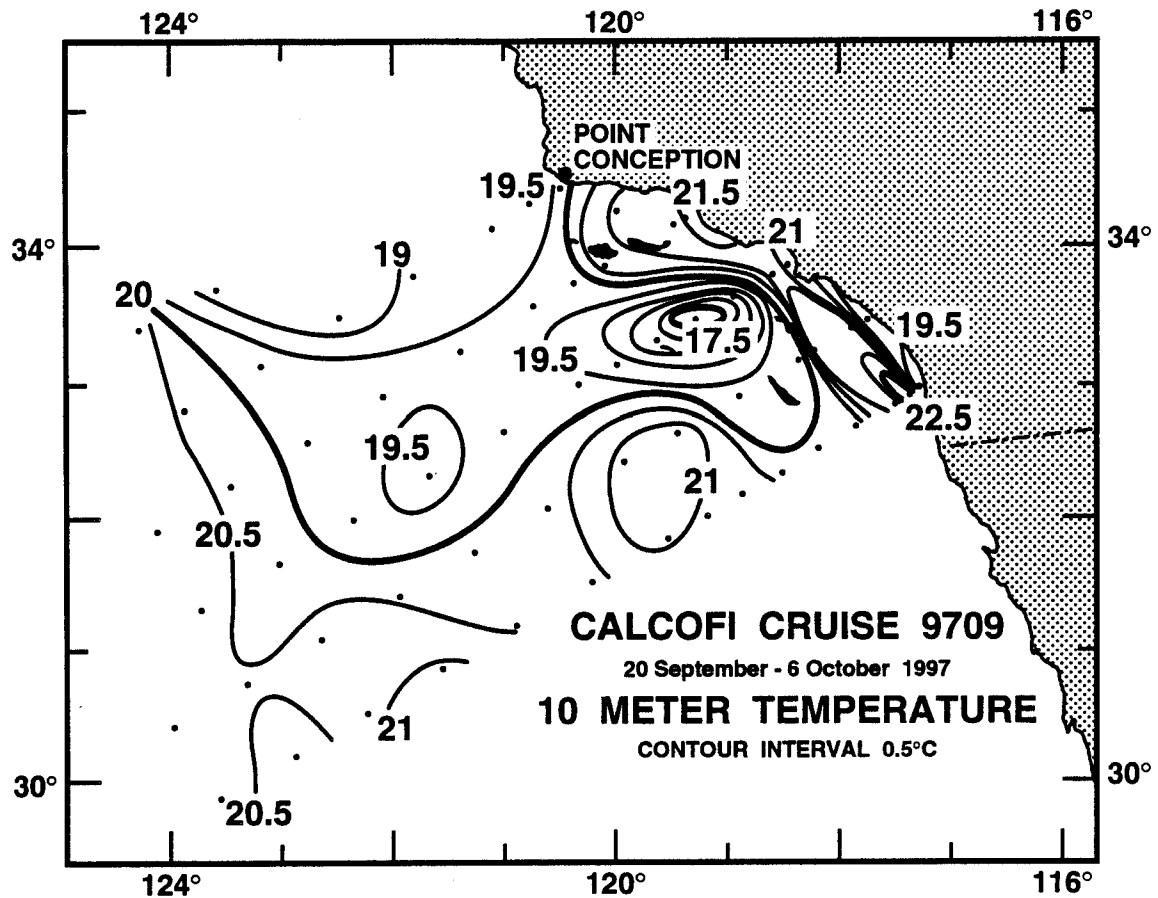 124° 120° 116°
POINT
CONCEPTION
19.5 21.5
34° 19 21 34°
20
19.5
19.5 17.5
22.5
19.5
21
20.5
CALCOFI CRUISE 9709
20 September - 6 October 1997
10 METER TEMPERATURE
21
CONTOUR INTERVAL 0.5°C
30° 30°
20.5
124° 120° 116°